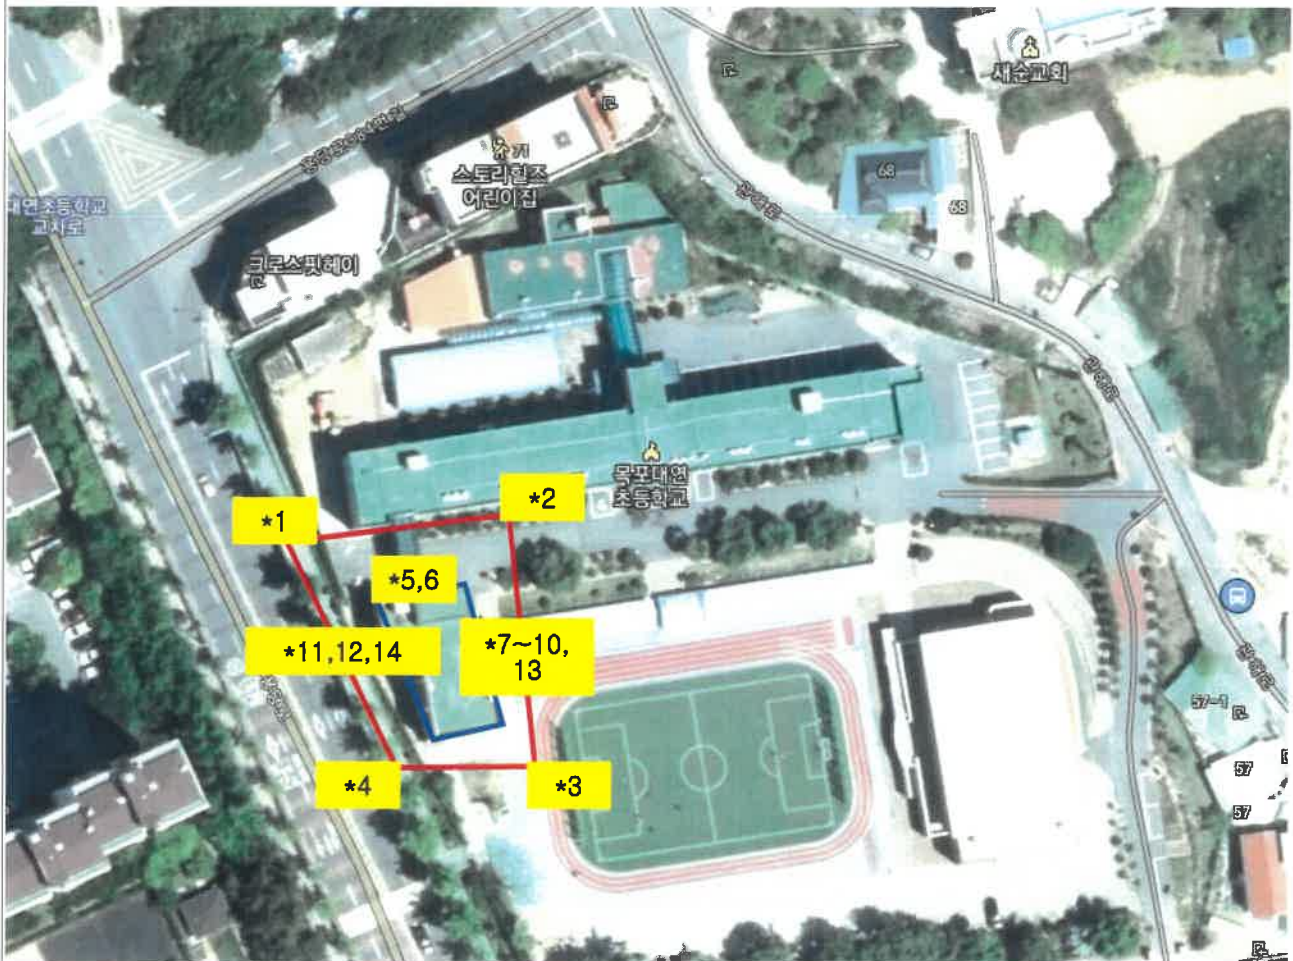 새순교회
71
스토리힐즈
어린이집
68
68
대연초등학교
교차로
크로스핏헤이
목포대연
초등학교
*2
*1
*5,6
*11,12,14
*7~10,
13
*4
*3
57-1
57
57